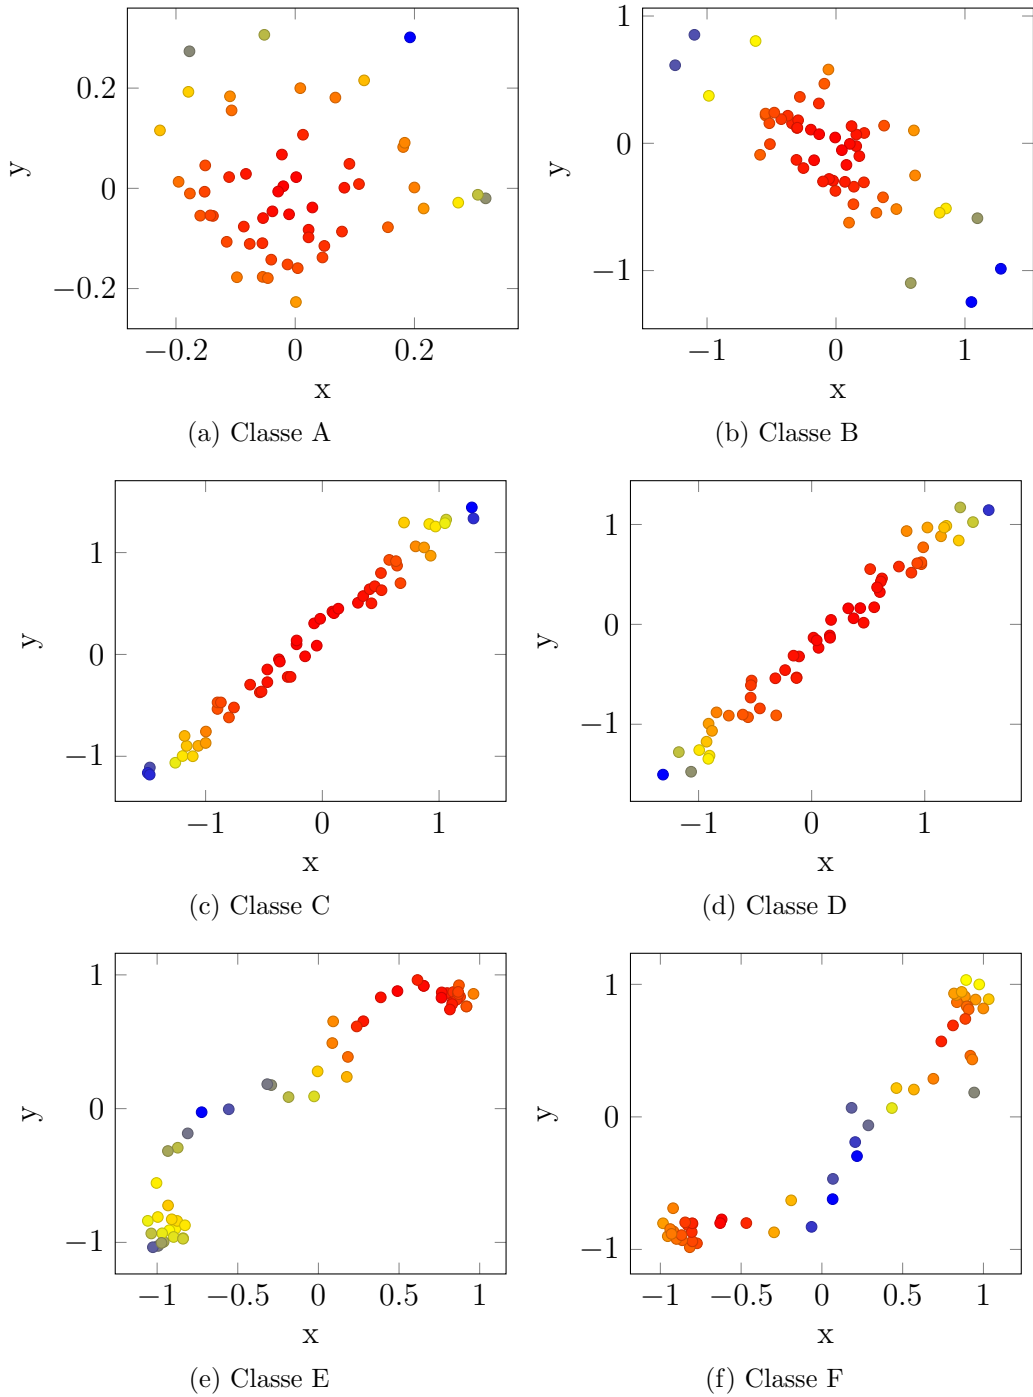 0.2
0
−0.2
y
−0.2 0 0.2
x
(a) Classe A
1
0
−1
y
−1 0 1
x
(b) Classe B
1
0
−1
y
−1 0 1
x
(c) Classe C
1
0
−1
y
−1 0 1
x
(d) Classe D
1
0
−1
y
−1 −0.5 0 0.5 1
x
(e) Classe E
1
0
−1
y
−1 −0.5 0 0.5 1
x
(f) Classe F